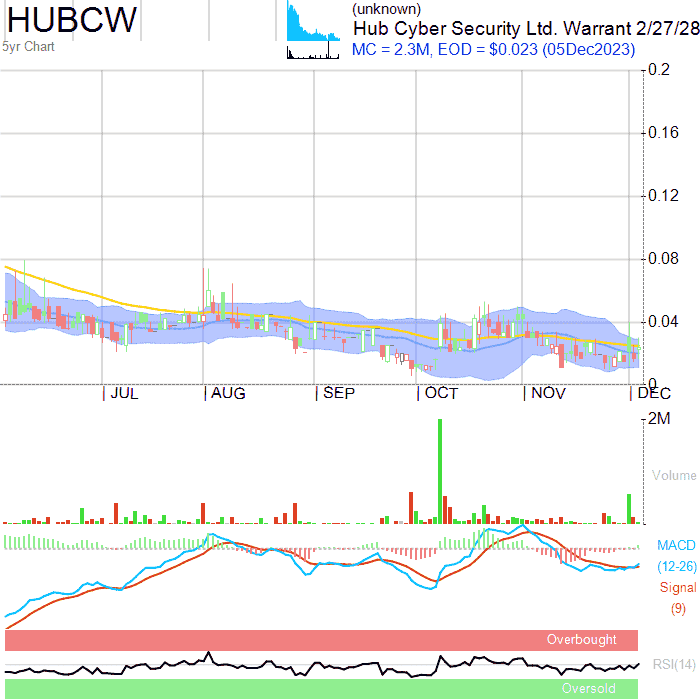 HUBCW
5yr Chart
(unknown)
Hub Cyber Security Ltd. Warrant 2/27/28
MC = 2.3M, EOD = $0.023 (05Dec2023)
0.2
0.16
0.12
0.08
0.04
0
JUL AUG SEP OCT NOV DEC
2M
Volume
MACD
(12-26)
Signal
(9)
Overbought
RSI(14)
Oversold